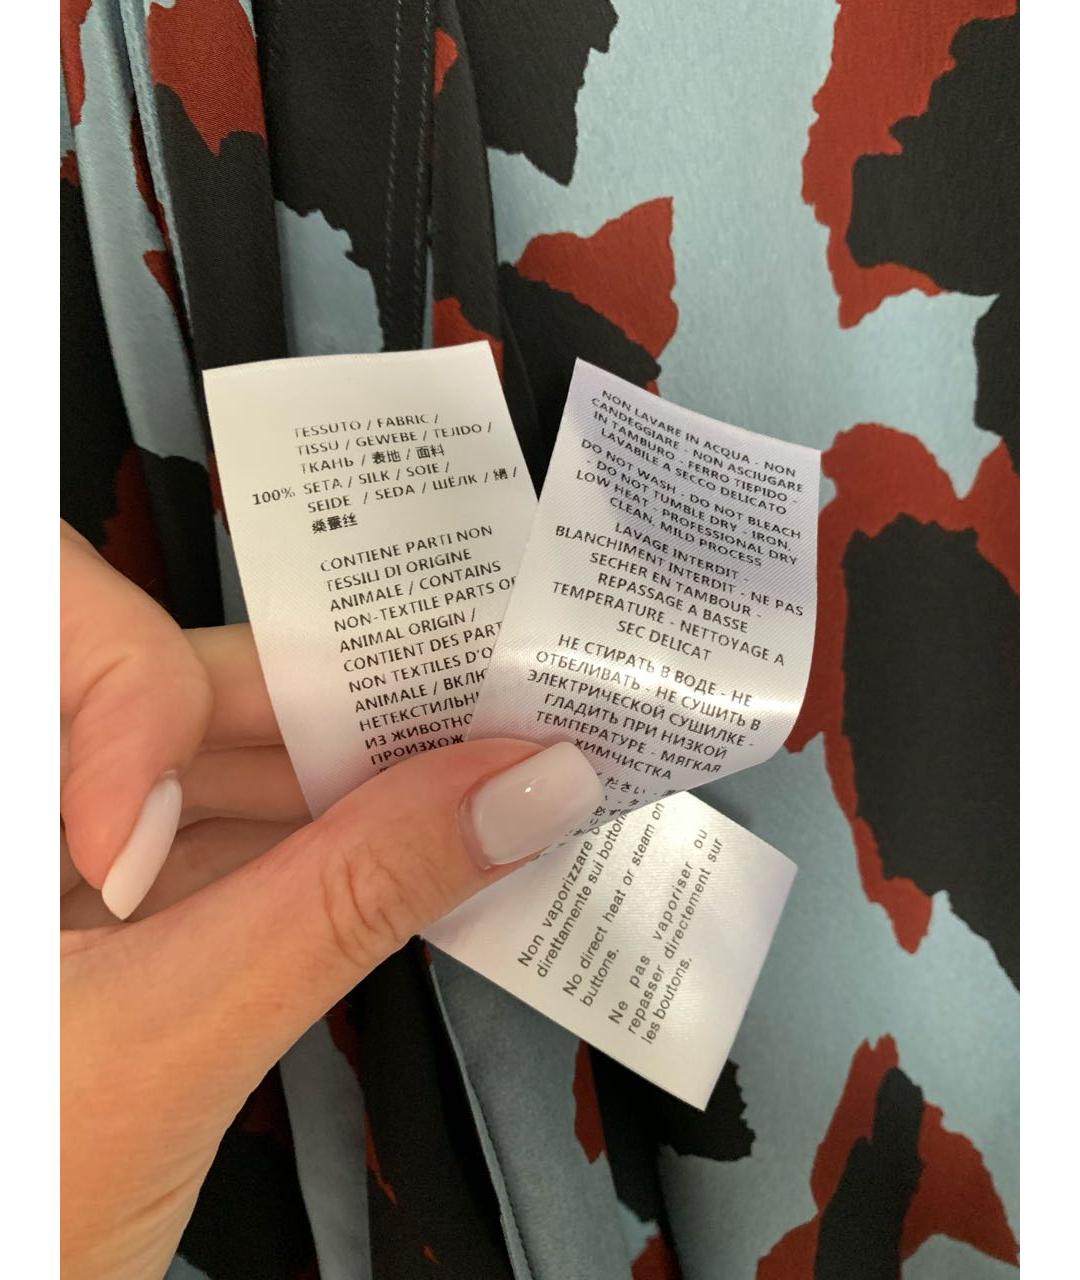 TESSUTO / FABRIC /
TISSU / GEWEBE / TEJIDO /
ТКАНЬ / 表地 / 面料
100% SETA / SILK / SOIE /
SEIDE / SEDA / ШЁЛК / 絹 /
桑蚕丝
CONTIENE PARTI NON
TESSILI DI ORIGINE
ANIMALE / CONTAINS
NON-TEXTILE PARTS OF
ANIMAL ORIGIN /
CONTIENT DES PART
NON TEXTILES D'O
ANIMALE / ВКЛЮ
НЕТЕКСТИЛЬН
ИЗ ЖИВОТНО
ПРОИЗХОЖ
NON LAVARE IN ACQUA - NON
CANDEGGIARE - NON ASCIUGARE
IN TAMBURO - FERRO TIEPIDO -
LAVABILE A SECCO DELICATO
DO NOT WASH - DO NOT BLEACH
- DO NOT TUMBLE DRY - IRON,
LOW HEAT - PROFESSIONAL DRY
CLEAN, MILD PROCESS
LAVAGE INTERDIT -
BLANCHIMENT INTERDIT - NE PAS
SECHER EN TAMBOUR -
REPASSAGE A BASSE
TEMPERATURE - NETTOYAGE A
SEC DELICAT
НЕ СТИРАТЬ В ВОДЕ - НЕ
ОТБЕЛИВАТЬ - НЕ СУШИТЬ В
ЭЛЕКТРИЧЕСКОЙ СУШИЛКЕ -
ГЛАДИТЬ ПРИ НИЗКОЙ
ТЕМПЕРАТУРЕ - МЯГКАЯ
ХИМЧИСТКА
ださい
Non vaporizzare o
direttamente sui bottoni
No direct heat or steam on
buttons.
Ne pas vaporiser ou
repasser directement sur
les boutons.